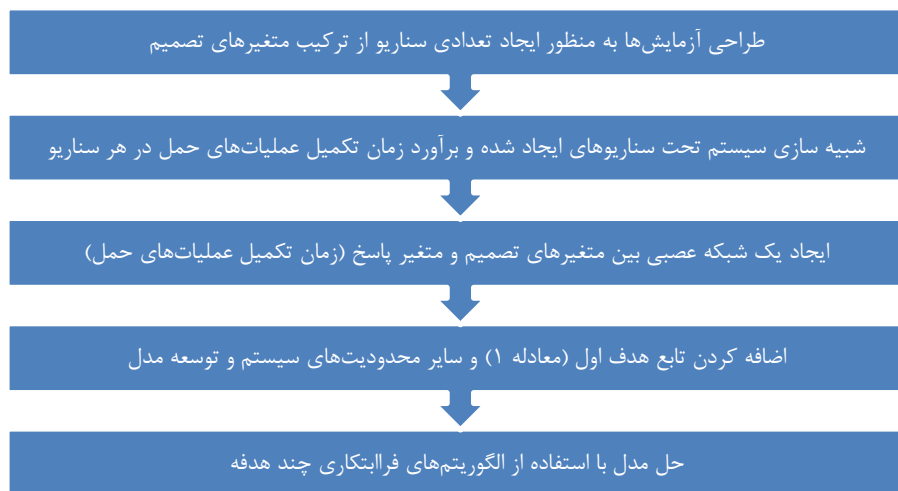 طراحی آزمایش‌ها به منظور ایجاد تعدادی سناریو از ترکیب متغیرهای تصمیم
شبیه سازی سیستم تحت سناریوهای ایجاد شده و برآورد زمان تکمیل عملیات‌های حمل در هر سناریو
ایجاد یک شبکه عصبی بین متغیرهای تصمیم و متغیر پاسخ (زمان تکمیل عملیات‌های حمل)
اضافه کردن تابع هدف اول (معادله ۱) و سایر محدودیت‌های سیستم و توسعه مدل
حل مدل با استفاده از الگوریتم‌های فراابتکاری چند هدفه